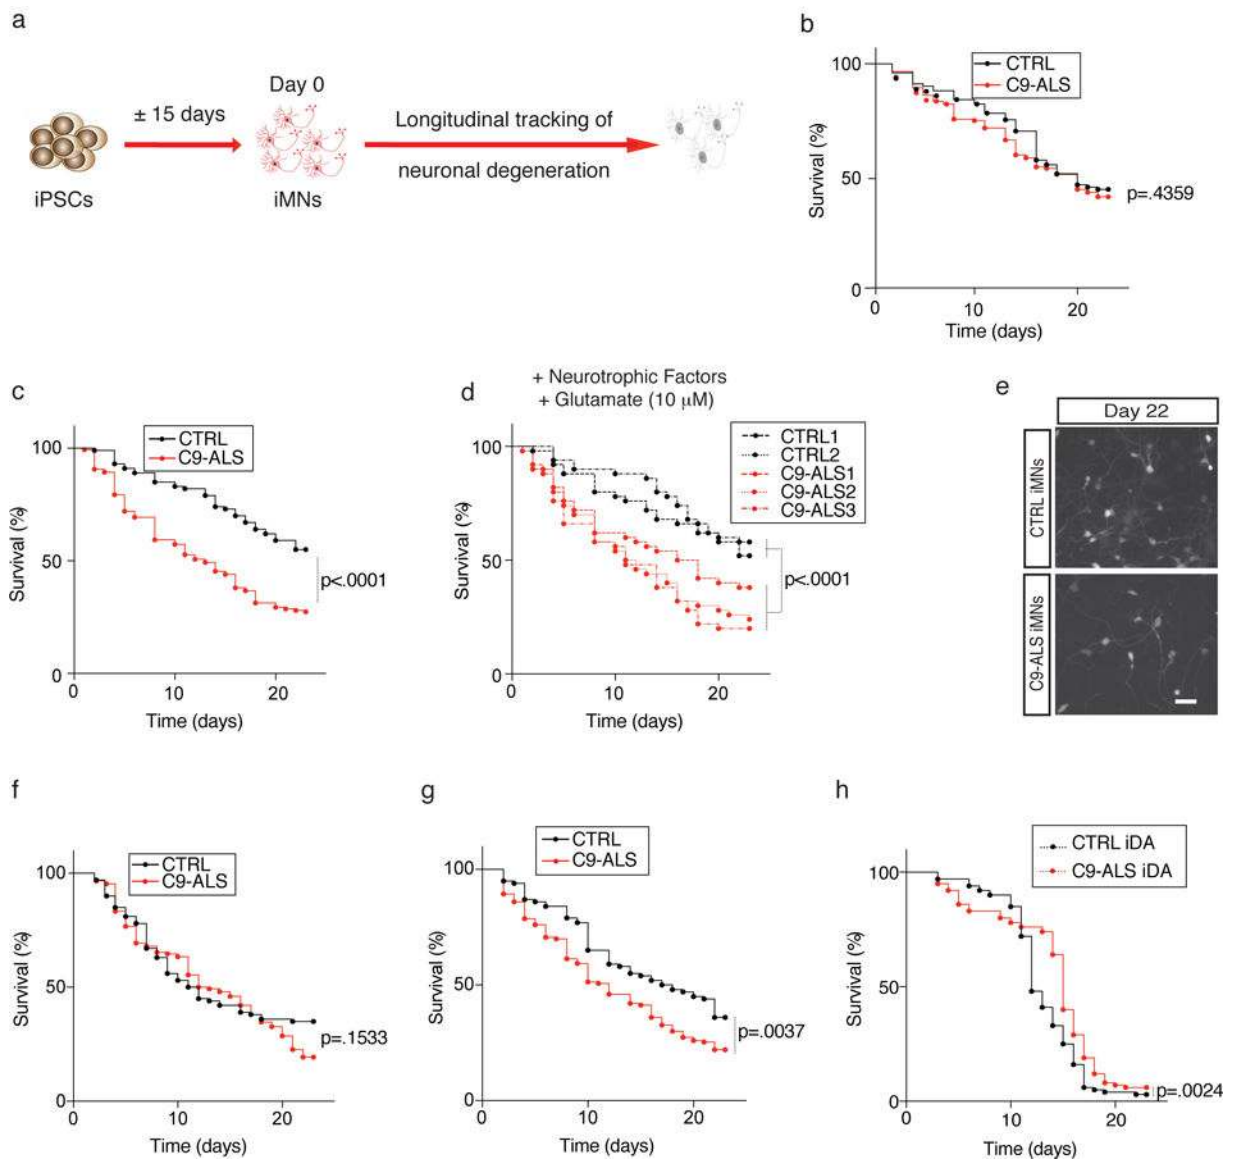 a
Day 0
± 15 days
Longitudinal tracking of
neuronal degeneration
iPSCs
iMNs
b
CTRL
C9-ALS
100
50
0
Survival (%)
p=.4359
0
10
20
Time (days)
c
CTRL
C9-ALS
100
50
0
Survival (%)
p<.0001
0
10
20
Time (days)
d
+ Neurotrophic Factors
+ Glutamate (10 µM)
CTRL1
CTRL2
C9-ALS1
C9-ALS2
C9-ALS3
100
50
0
Survival (%)
p<.0001
0
10
20
Time (days)
e
Day 22
CTRL iMNs
C9-ALS iMNs
f
CTRL
C9-ALS
100
50
0
Survival (%)
p=.1533
0
10
20
Time (days)
g
CTRL
C9-ALS
100
50
0
Survival (%)
p=.0037
0
10
20
Time (days)
h
CTRL iDA
C9-ALS iDA
100
50
0
Survival (%)
p=.0024
0
10
20
Time (days)